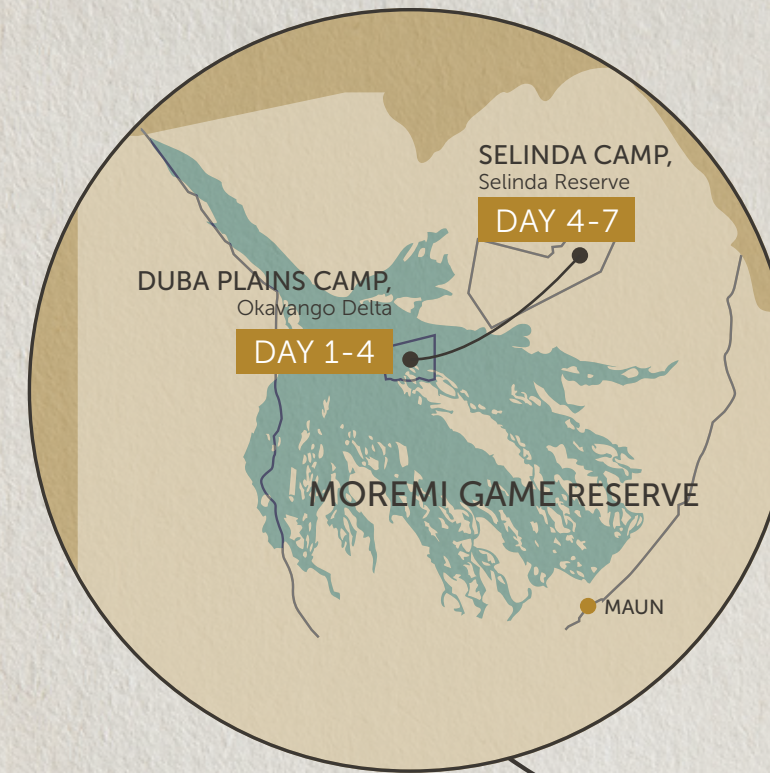 SELINDA CAMP,
Selinda Reserve
DAY 4-7
DUBA PLAINS CAMP,
Okavango Delta
DAY 1-4
MOREMI GAME RESERVE
MAUN